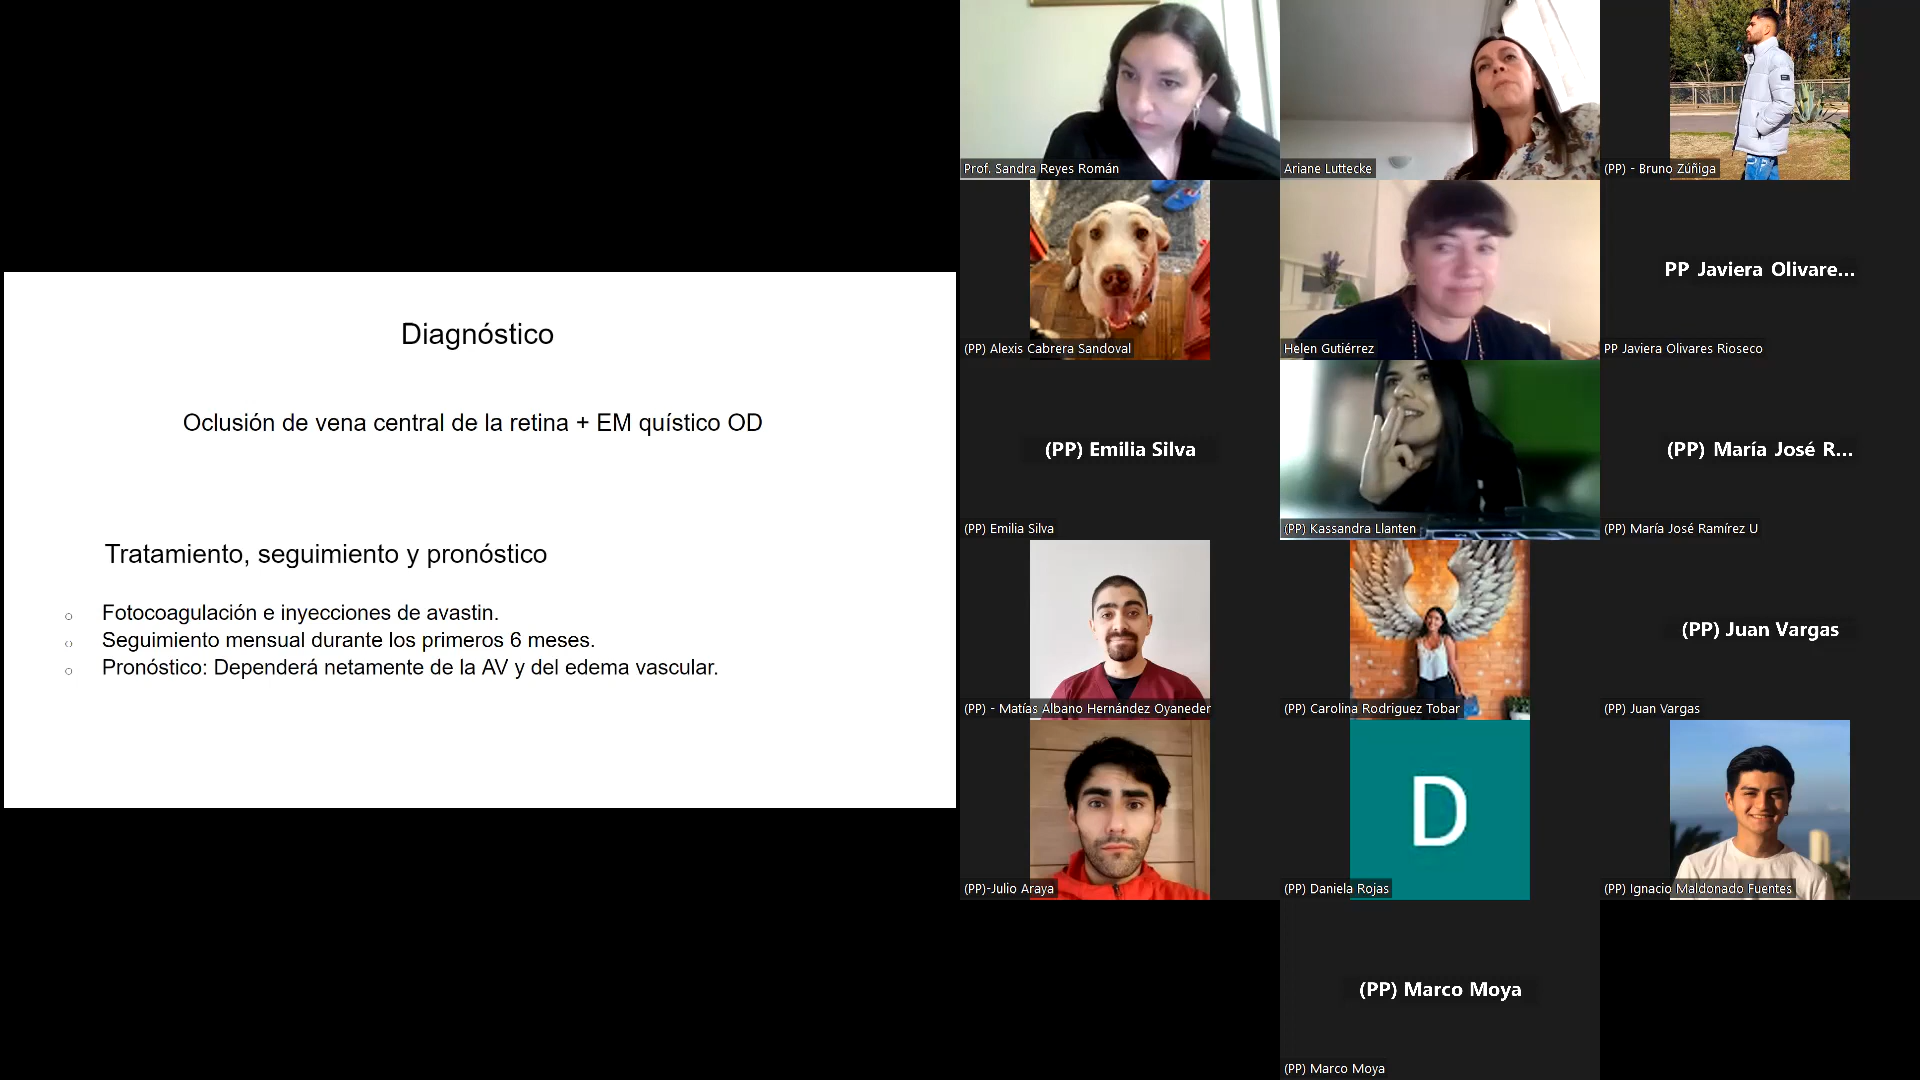 Diagnóstico
Oclusión de vena central de la retina + EM quístico OD
Tratamiento, seguimiento y pronóstico
Fotocoagulación e inyecciones de avastin.
Seguimiento mensual durante los primeros 6 meses.
Pronóstico: Dependerá netamente de la AV y del edema vascular.
Prof. Sandra Reyes Román
Ariane Luttecke
(PP) - Bruno Zúñiga
(PP) Alexis Cabrera Sandoval
Helen Gutiérrez
PP Javiera Olivare...
PP Javiera Olivares Rioseco
(PP) Emilia Silva
(PP) Emilia Silva
(PP) Kassandra Llanten
(PP) María José R...
(PP) María José Ramírez U
(PP) - Matías Albano Hernández Oyaneder
(PP) Carolina Rodriguez Tobar
(PP) Juan Vargas
(PP) Juan Vargas
(PP)-Julio Araya
D
(PP) Daniela Rojas
(PP) Ignacio Maldonado Fuentes
(PP) Marco Moya
(PP) Marco Moya